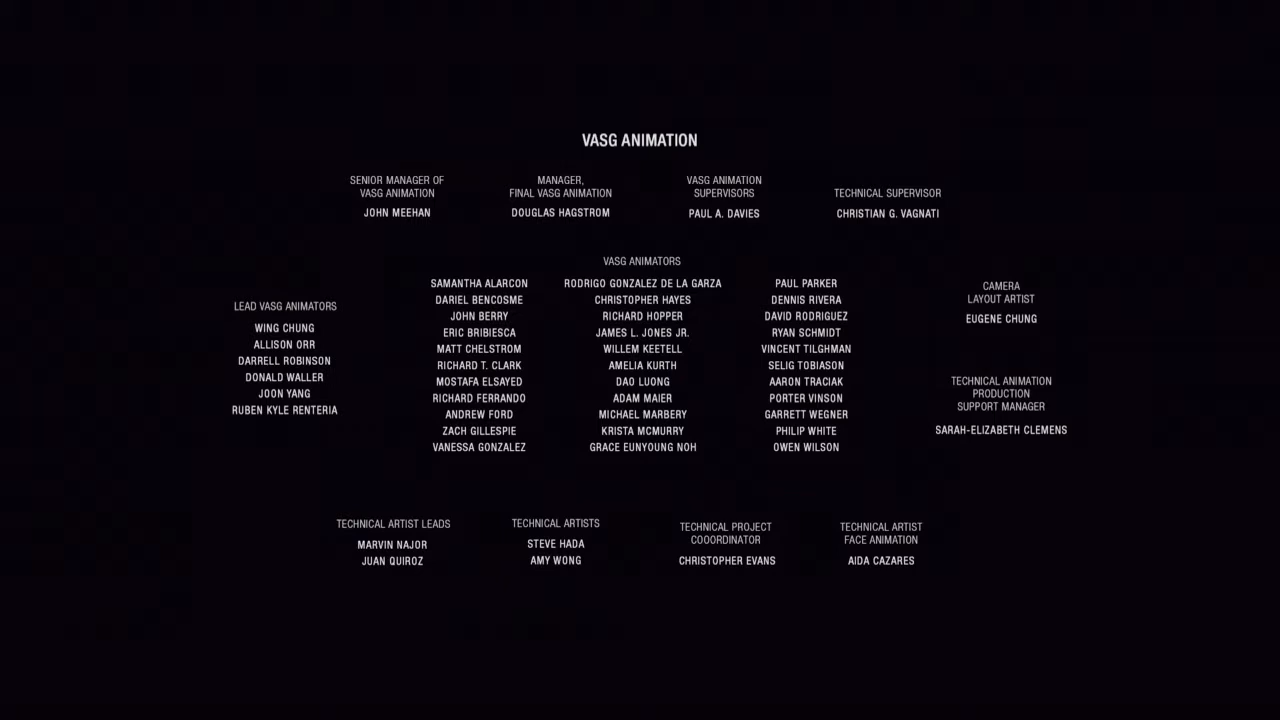 VASG ANIMATION
SENIOR MANAGER OF
VASG ANIMATION
JOHN MEEHAN
MANAGER,
FINAL VASG ANIMATION
DOUGLAS HAGSTROM
VASG ANIMATION
SUPERVISORS
PAUL A. DAVIES
TECHNICAL SUPERVISOR
CHRISTIAN G. VAGNATI
LEAD VASG ANIMATORS
WING CHUNG
ALLISON ORR
DARRELL ROBINSON
DONALD WALLER
JOON YANG
RUBEN KYLE RENTERIA
VASG ANIMATORS
SAMANTHA ALARCON
DARIEL BENCOSME
JOHN BERRY
ERIC BRIBIESCA
MATT CHELSTROM
RICHARD T. CLARK
MOSTAFA ELSAYED
RICHARD FERRANDO
ANDREW FORD
ZACH GILLESPIE
VANESSA GONZALEZ
RODRIGO GONZALEZ DE LA GARZA
CHRISTOPHER HAYES
RICHARD HOPPER
JAMES L. JONES JR.
WILLEM KEETELL
AMELIA KURTH
DAO LUONG
ADAM MAIER
MICHAEL MARBERY
KRISTA MCMURRY
GRACE EUNYOUNG NOH
PAUL PARKER
DENNIS RIVERA
DAVID RODRIGUEZ
RYAN SCHMIDT
VINCENT TILGHMAN
SELIG TOBIASON
AARON TRACIAK
PORTER VINSON
GARRETT WEGNER
PHILIP WHITE
OWEN WILSON
CAMERA
LAYOUT ARTIST
EUGENE CHUNG
TECHNICAL ANIMATION
PRODUCTION
SUPPORT MANAGER
SARAH-ELIZABETH CLEMENS
TECHNICAL ARTIST LEADS
MARVIN NAJOR
JUAN QUIROZ
TECHNICAL ARTISTS
STEVE HADA
AMY WONG
TECHNICAL PROJECT
COOORDINATOR
CHRISTOPHER EVANS
TECHNICAL ARTIST
FACE ANIMATION
AIDA CAZARES